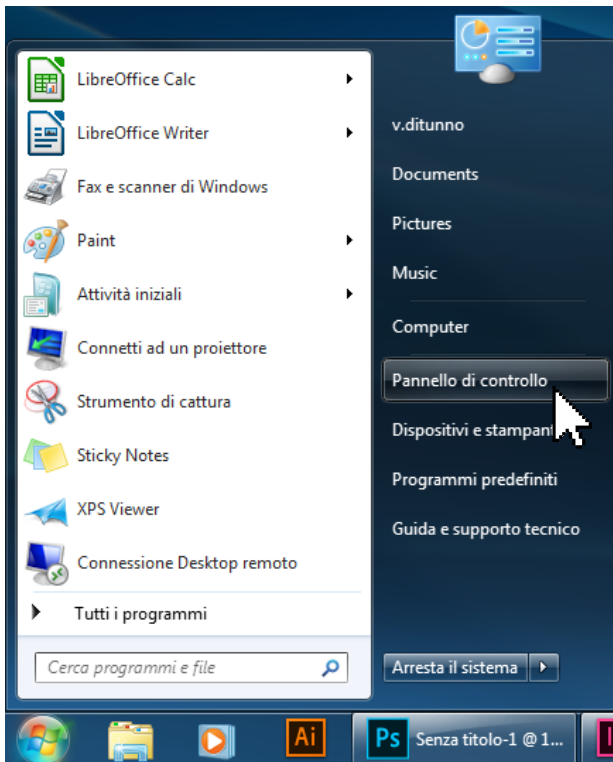 LibreOffice Calc
LibreOffice Writer
Fax e scanner di Windows
Paint
Attività iniziali
Connetti ad un proiettore
Strumento di cattura
Sticky Notes
XPS Viewer
Connessione Desktop remoto
Tutti i programmi
Cerca programmi e file
v.ditunno
Documents
Pictures
Music
Computer
Pannello di controllo
Dispositivi e stampan
Programmi predefiniti
Guida e supporto tecnico
Arresta il sistema
Ai
Ps Senza titolo-1 @ 1...